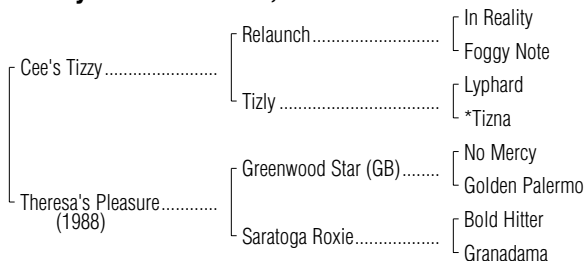 In Reality
Relaunch
Foggy Note
Cee's Tizzy
Lyphard
Tizly
*Tizna
No Mercy
Greenwood Star (GB)
Golden Palermo
Theresa's Pleasure
(1988)
Bold Hitter
Saratoga Roxie
Granadama